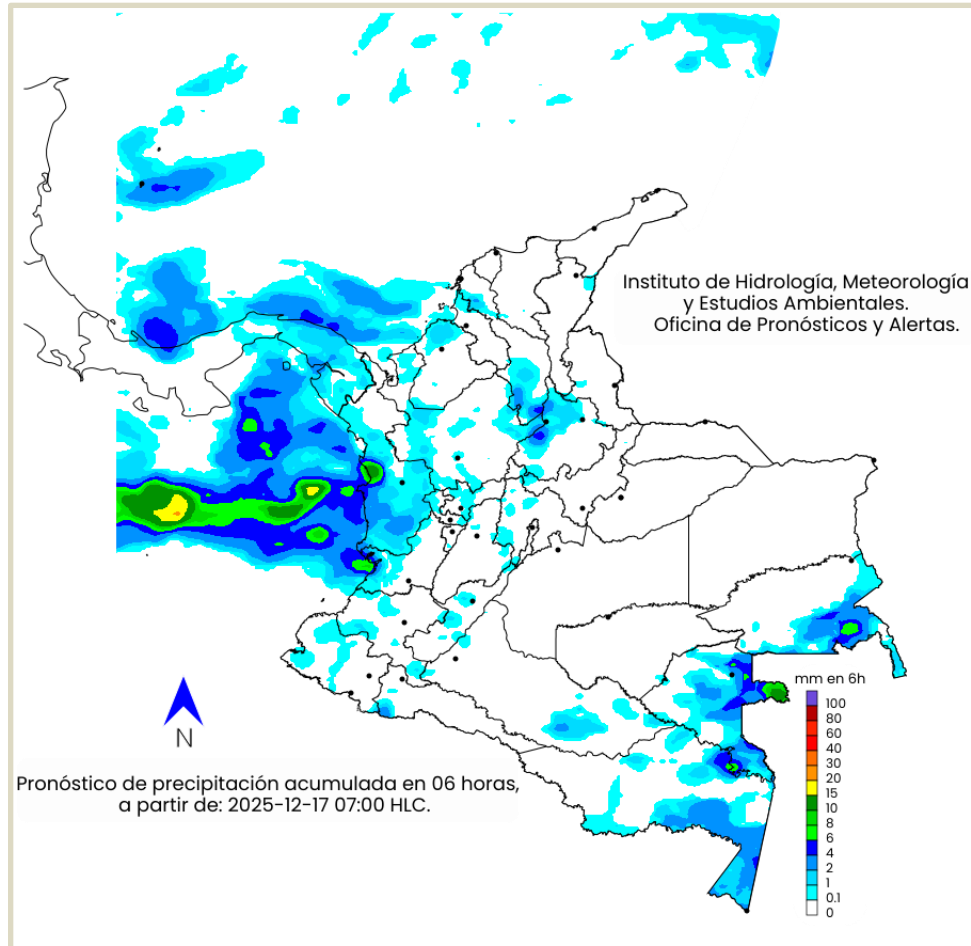 Instituto de Hidrología, Meteorología
y Estudios Ambientales.
Oficina de Pronósticos y Alertas.
mm en 6h
100
80
60
40
30
20
15
10
8
6
4
2
1
0.1
0
N
Pronóstico de precipitación acumulada en 06 horas,
a partir de: 2025-12-17 07:00 HLC.